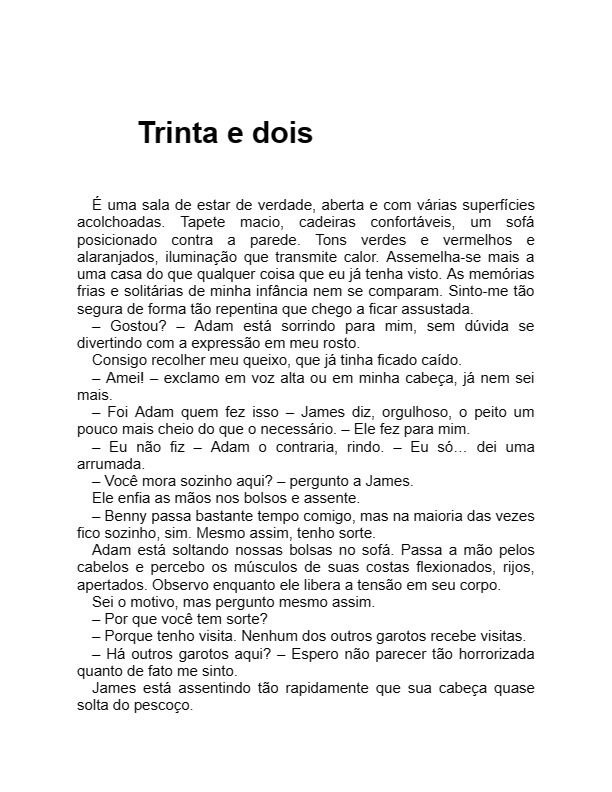 Trinta e dois
É uma sala de estar de verdade, aberta e com várias superfícies
acolchoadas. Tapete macio, cadeiras confortáveis, um sofá
posicionado contra a parede. Tons verdes e vermelhos e
alaranjados, iluminação que transmite calor. Assemelha-se mais a
uma casa do que qualquer coisa que eu já tenha visto. As memórias
frias e solitárias de minha infância nem se comparam. Sinto-me tão
segura de forma tão repentina que chego a ficar assustada.
– Gostou? – Adam está sorrindo para mim, sem dúvida se
divertindo com a expressão em meu rosto.
Consigo recolher meu queixo, que já tinha ficado caído.
– Amei! – exclamo em voz alta ou em minha cabeça, já nem sei
mais.
– Foi Adam quem fez isso – James diz, orgulhoso, o peito um
pouco mais cheio do que o necessário. – Ele fez para mim.
– Eu não fiz – Adam o contraria, rindo. – Eu só… dei uma
arrumada.
– Você mora sozinho aqui? – pergunto a James.
Ele enfia as mãos nos bolsos e assente.
– Benny passa bastante tempo comigo, mas na maioria das vezes
fico sozinho, sim. Mesmo assim, tenho sorte.
Adam está soltando nossas bolsas no sofá. Passa a mão pelos
cabelos e percebo os músculos de suas costas flexionados, rijos,
apertados. Observo enquanto ele libera a tensão em seu corpo.
Sei o motivo, mas pergunto mesmo assim.
– Por que você tem sorte?
– Porque tenho visita. Nenhum dos outros garotos recebe visitas.
– Há outros garotos aqui? – Espero não parecer tão horrorizada
quanto de fato me sinto.
James está assentindo tão rapidamente que sua cabeça quase
solta do pescoço.